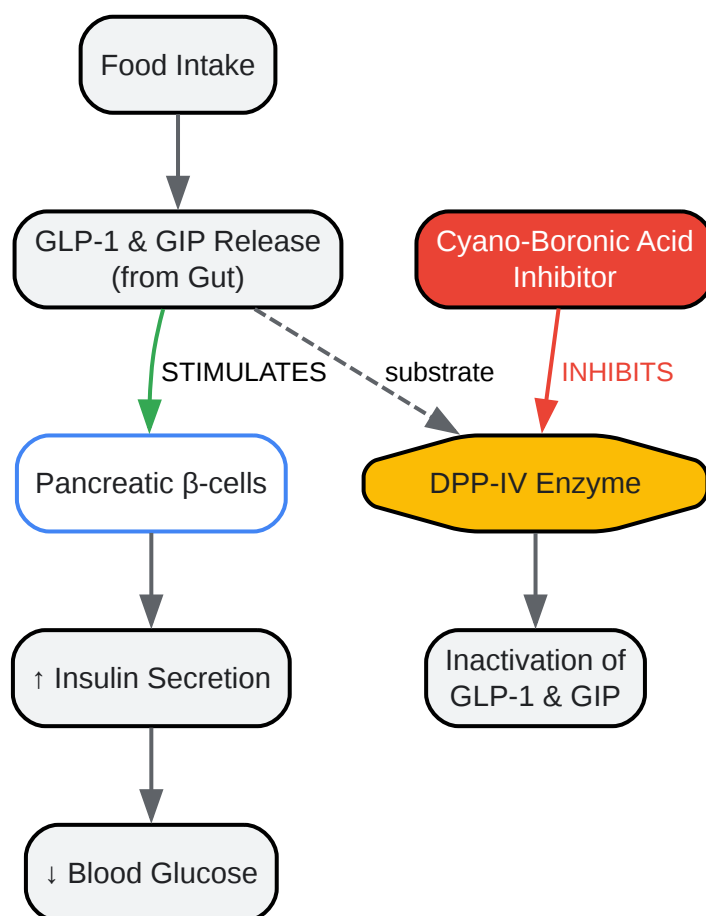 Food Intake
GLP-1 & GIP Release
(from Gut)
Cyano-Boronic Acid
Inhibitor
STIMULATES
substrate
INHIBITS
Pancreatic β-cells
DPP-IV Enzyme
↑ Insulin Secretion
Inactivation of
GLP-1 & GIP
↓ Blood Glucose